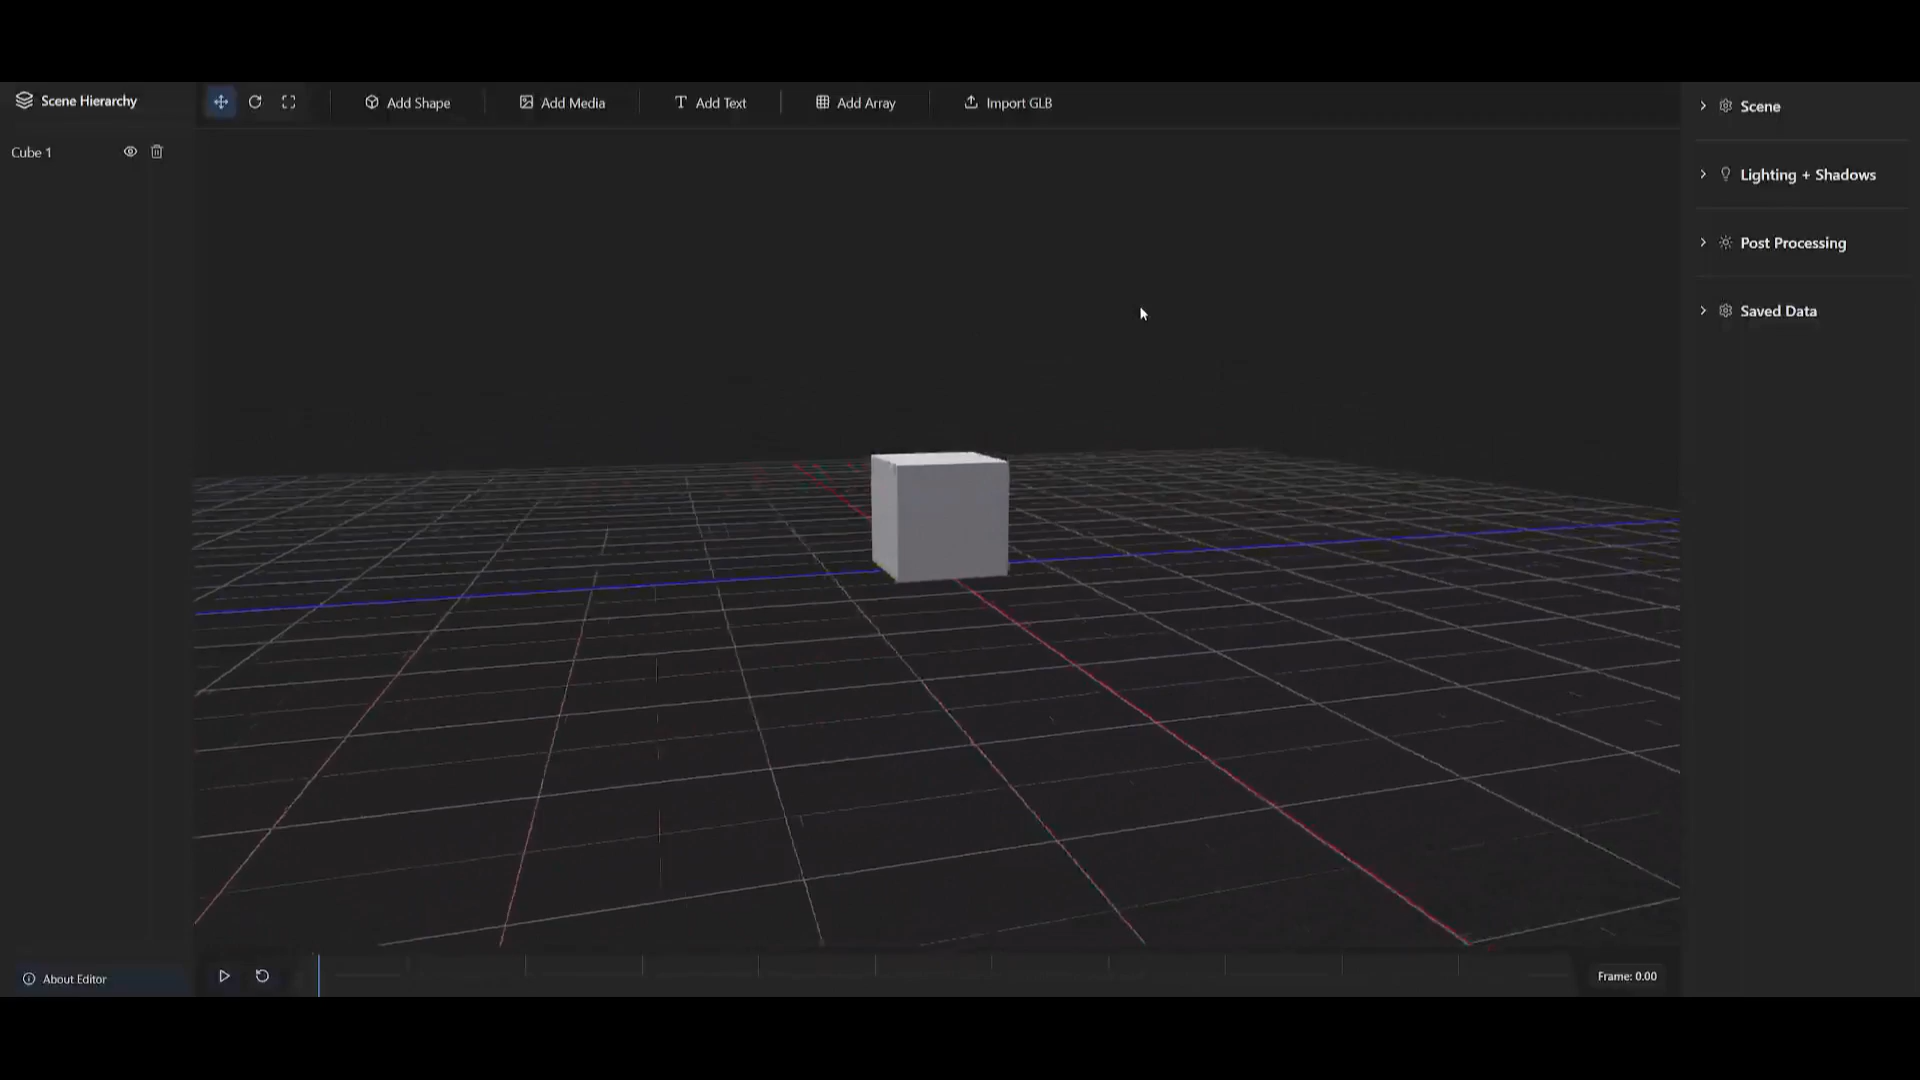 Scene Hierarchy
Add Shape
Add Media
Add Text
Add Array
Import GLB
Cube 1
Scene
Lighting + Shadows
Post Processing
Saved Data
About Editor
Frame: 0.00